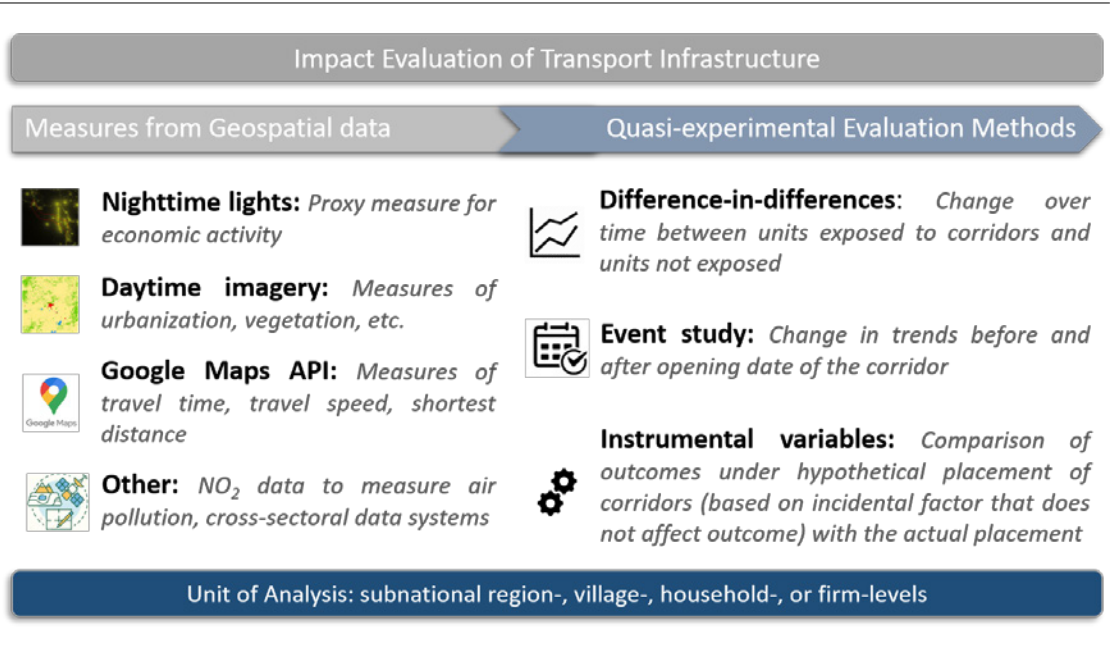 Impact Evaluation of Transport Infrastructure
Measures from Geospatial data
Quasi-experimental Evaluation Methods
Nighttime lights: Proxy measure for
economic activity
Daytime imagery: Measures of
urbanization, vegetation, etc.
Google Maps API: Measures of
travel time, travel speed, shortest
distance
Google Maps
Other: NO₂ data to measure air
pollution, cross-sectoral data systems
Difference-in-differences: Change over
time between units exposed to corridors and
units not exposed
Event study: Change in trends before and
after opening date of the corridor
Instrumental variables: Comparison of
outcomes under hypothetical placement of
corridors (based on incidental factor that does
not affect outcome) with the actual placement
Unit of Analysis: subnational region-, village-, household-, or firm-levels